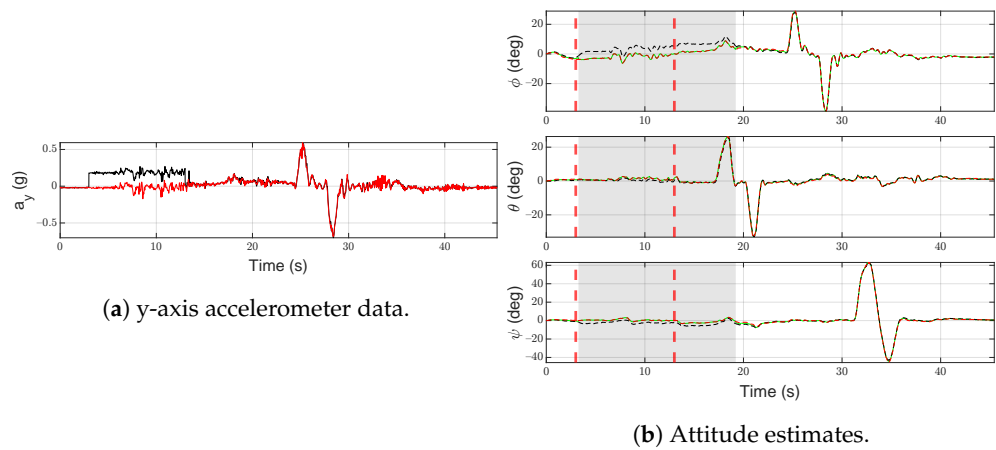 0.5
0
-0.5
a_y (g)
0 10 20 30 40
Time (s)
(a) y-axis accelerometer data.
20
0
-20
ϕ (deg)
0 10 20 30 40
20
0
-20
θ (deg)
0 10 20 30 40
60
40
20
0
-20
-40
ψ (deg)
0 10 20 30 40
Time (s)
(b) Attitude estimates.